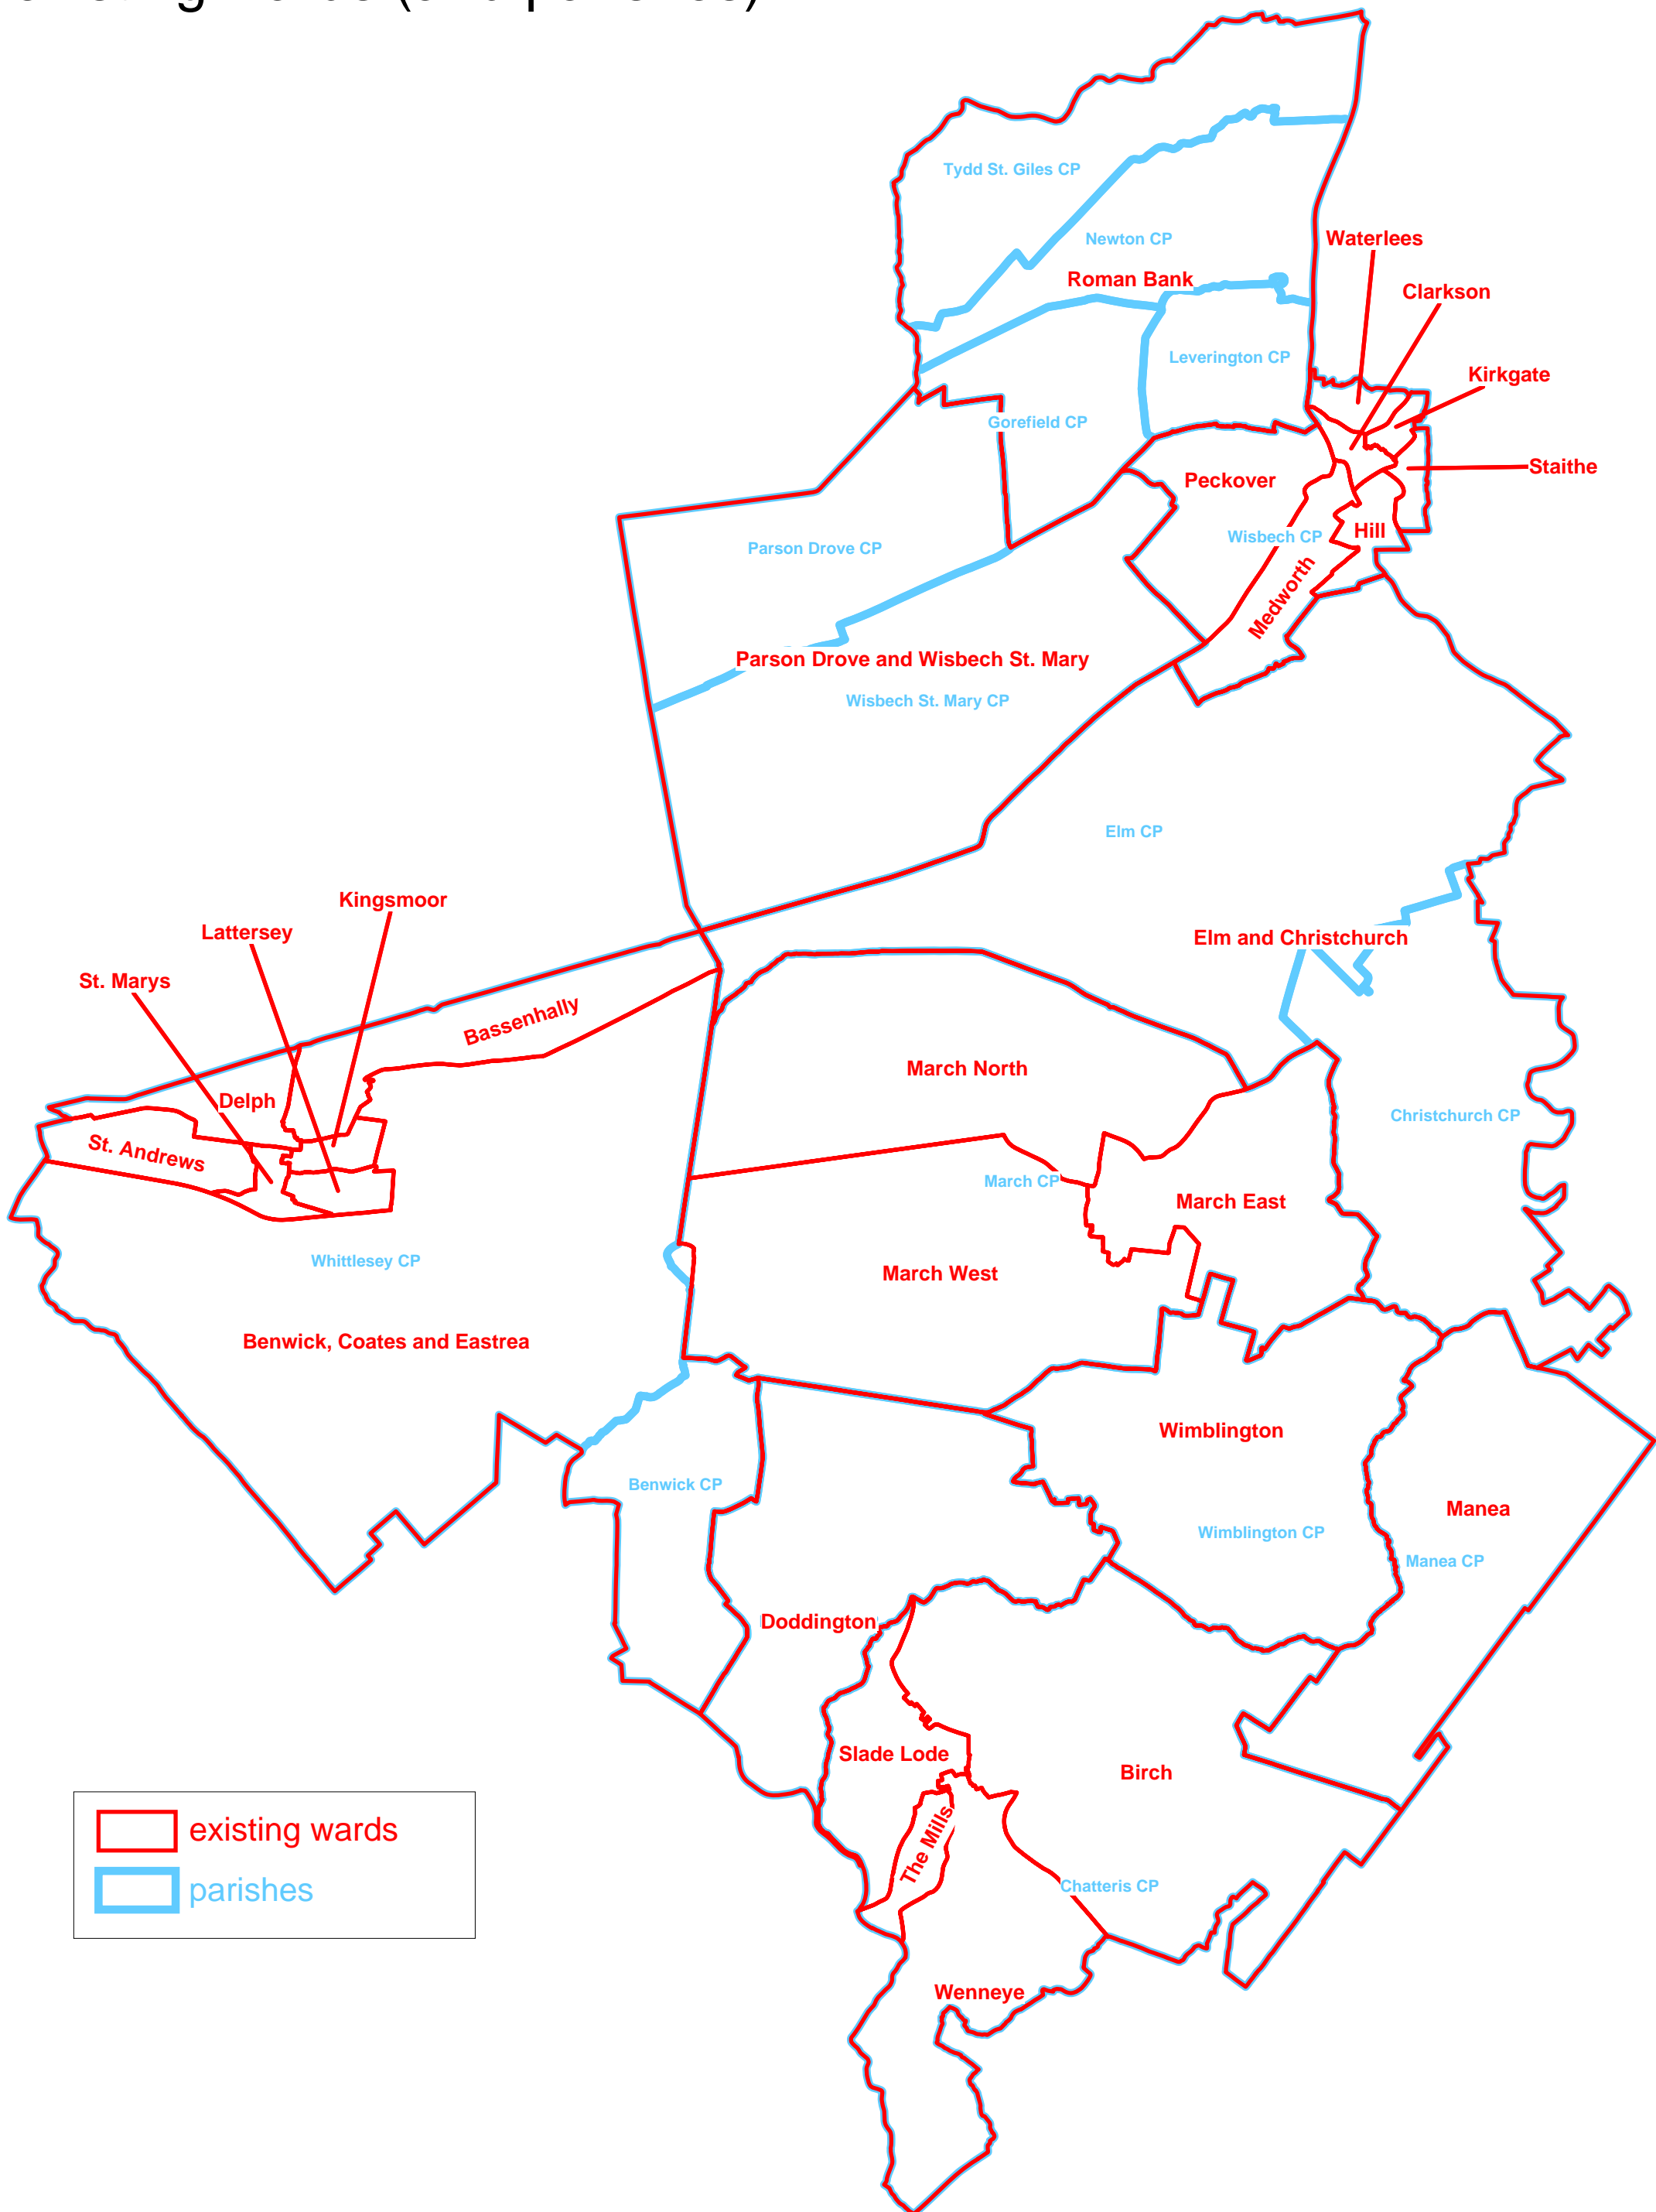 Tydd St. Giles CP
Newton CP
Waterlees
Roman Bank
Clarkson
Leverington CP
Kirkgate
Gorefield CP
Staithe
Peckover
Hill
Wisbech CP
Parson Drove CP
Medworth
Parson Drove and Wisbech St. Mary
Wisbech St. Mary CP
Elm CP
Kingsmoor
Lattersey
Elm and Christchurch
St. Marys
Bassenhally
March North
Delph
Christchurch CP
St. Andrews
March CP
March East
Whittlesey CP
March West
Benwick, Coates and Eastrea
Wimblington
Benwick CP
Manea
Wimblington CP
Manea CP
Doddington
Slade Lode
Birch
existing wards
The Mills
parishes
Chatteris CP
Wenneye